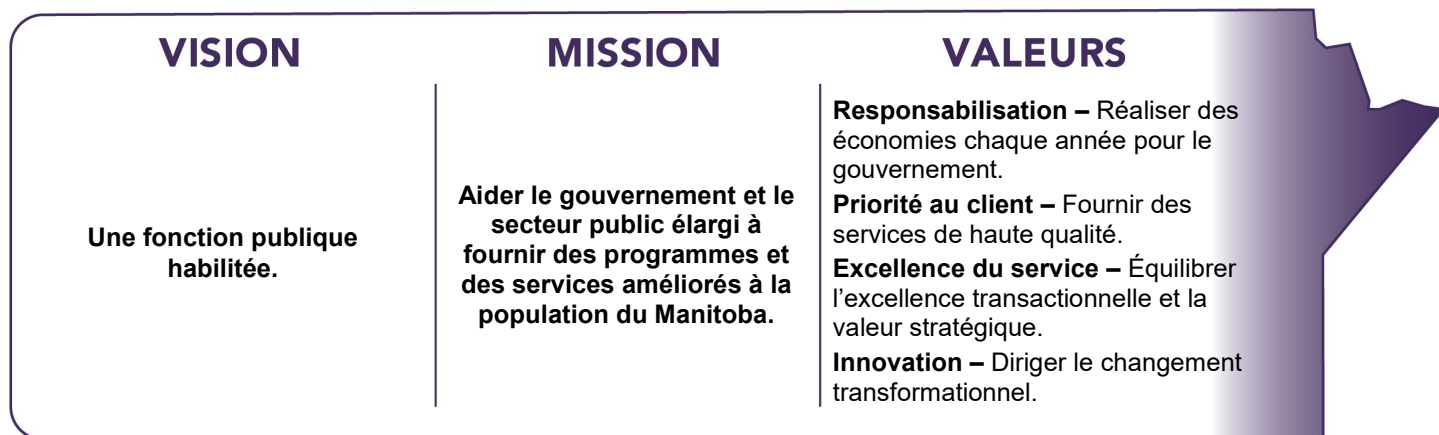 VISION
Une fonction publique
habilitée.
MISSION
Aider le gouvernement et le
secteur public élargi à
fournir des programmes et
des services améliorés à la
population du Manitoba.
VALEURS
Responsabilisation – Réaliser des
économies chaque année pour le
gouvernement.
Priorité au client – Fournir des
services de haute qualité.
Excellence du service – Équilibrer
l’excellence transactionnelle et la
valeur stratégique.
Innovation – Diriger le changement
transformationnel.